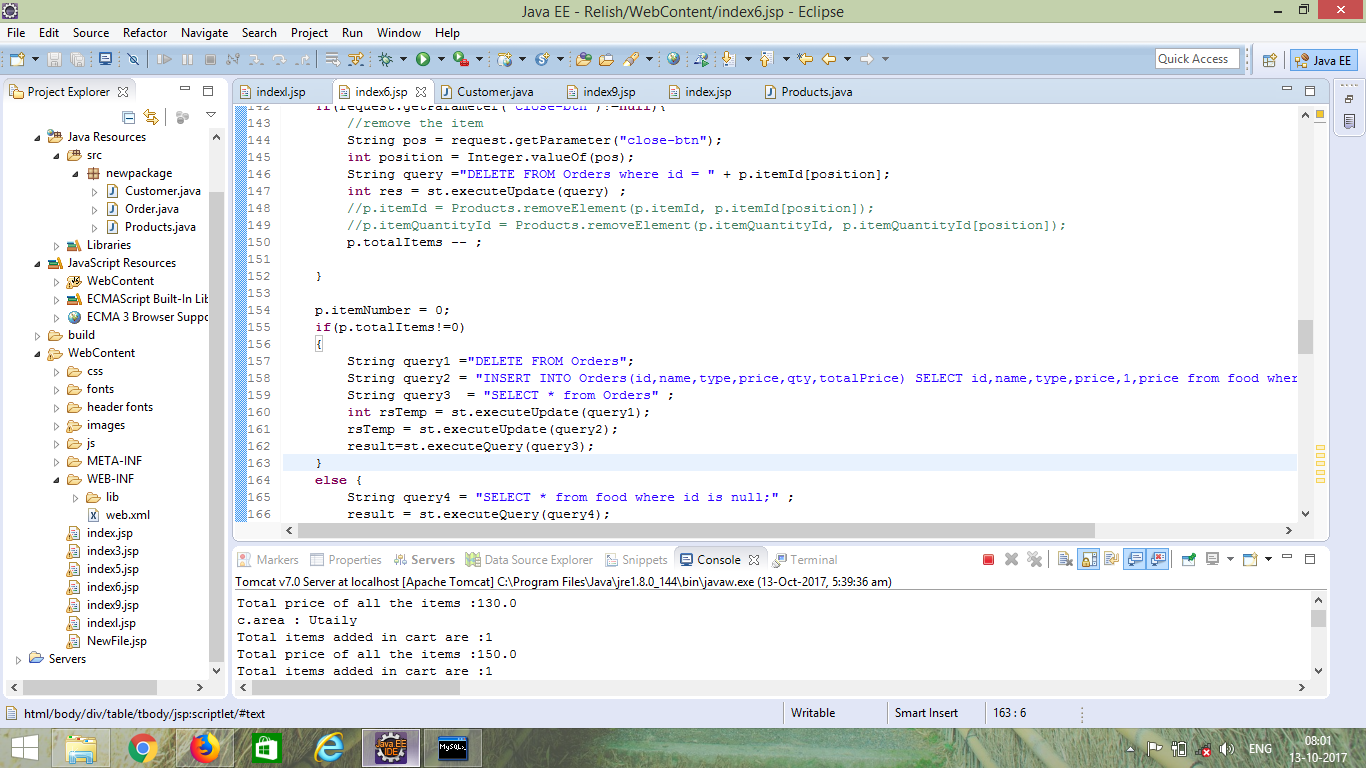 Java EE - Relish/WebContent/index6.jsp - Eclipse
File Edit Source Refactor Navigate Search Project Run Window Help
Quick Access
Java EE
Project Explorer
Java Resources
src
newpackage
Customer.java
Order.java
Products.java
Libraries
JavaScript Resources
WebContent
ECMAScript Built-In Lib
ECMA 3 Browser Suppo
build
WebContent
css
fonts
header fonts
images
js
META-INF
WEB-INF
lib
web.xml
index.jsp
index3.jsp
index5.jsp
index6.jsp
index9.jsp
indexl.jsp
NewFile.jsp
Servers
indexl.jsp index6.jsp Customer.java index9.jsp index.jsp Products.java
142 if(request.getParameter("close-btn")!=null){
143 //remove the item
144 String pos = request.getParameter("close-btn");
145 int position = Integer.valueOf(pos);
146 String query ="DELETE FROM Orders where id = " + p.itemId[position];
147 int res = st.executeUpdate(query) ;
148 //p.itemId = Products.removeElement(p.itemId, p.itemId[position]);
149 //p.itemQuantityId = Products.removeElement(p.itemQuantityId, p.itemQuantityId[position]);
150 p.totalItems -- ;
151
152 }
153
154 p.itemNumber = 0;
155 if(p.totalItems!=0)
156 {
157 String query1 ="DELETE FROM Orders";
158 String query2 = "INSERT INTO Orders(id,name,type,price,qty,totalPrice) SELECT id,name,type,price,1,price from food wher
159 String query3  = "SELECT * from Orders" ;
160 int rsTemp = st.executeUpdate(query1);
161 rsTemp = st.executeUpdate(query2);
162 result=st.executeQuery(query3);
163 }
164 else {
165 String query4 = "SELECT * from food where id is null;" ;
166 result = st.executeQuery(query4);
Markers Properties Servers Data Source Explorer Snippets Console Terminal
Tomcat v7.0 Server at localhost [Apache Tomcat] C:\Program Files\Java\jre1.8.0_144\bin\javaw.exe (13-Oct-2017, 5:39:36 am)
Total price of all the items :130.0
c.area : Utaily
Total items added in cart are :1
Total price of all the items :150.0
Total items added in cart are :1
html/body/div/table/tbody/jsp:scriptlet/#text
Writable
Smart Insert
163 : 6
Java EE
IDE
MySQL
ENG
08:01
13-10-2017